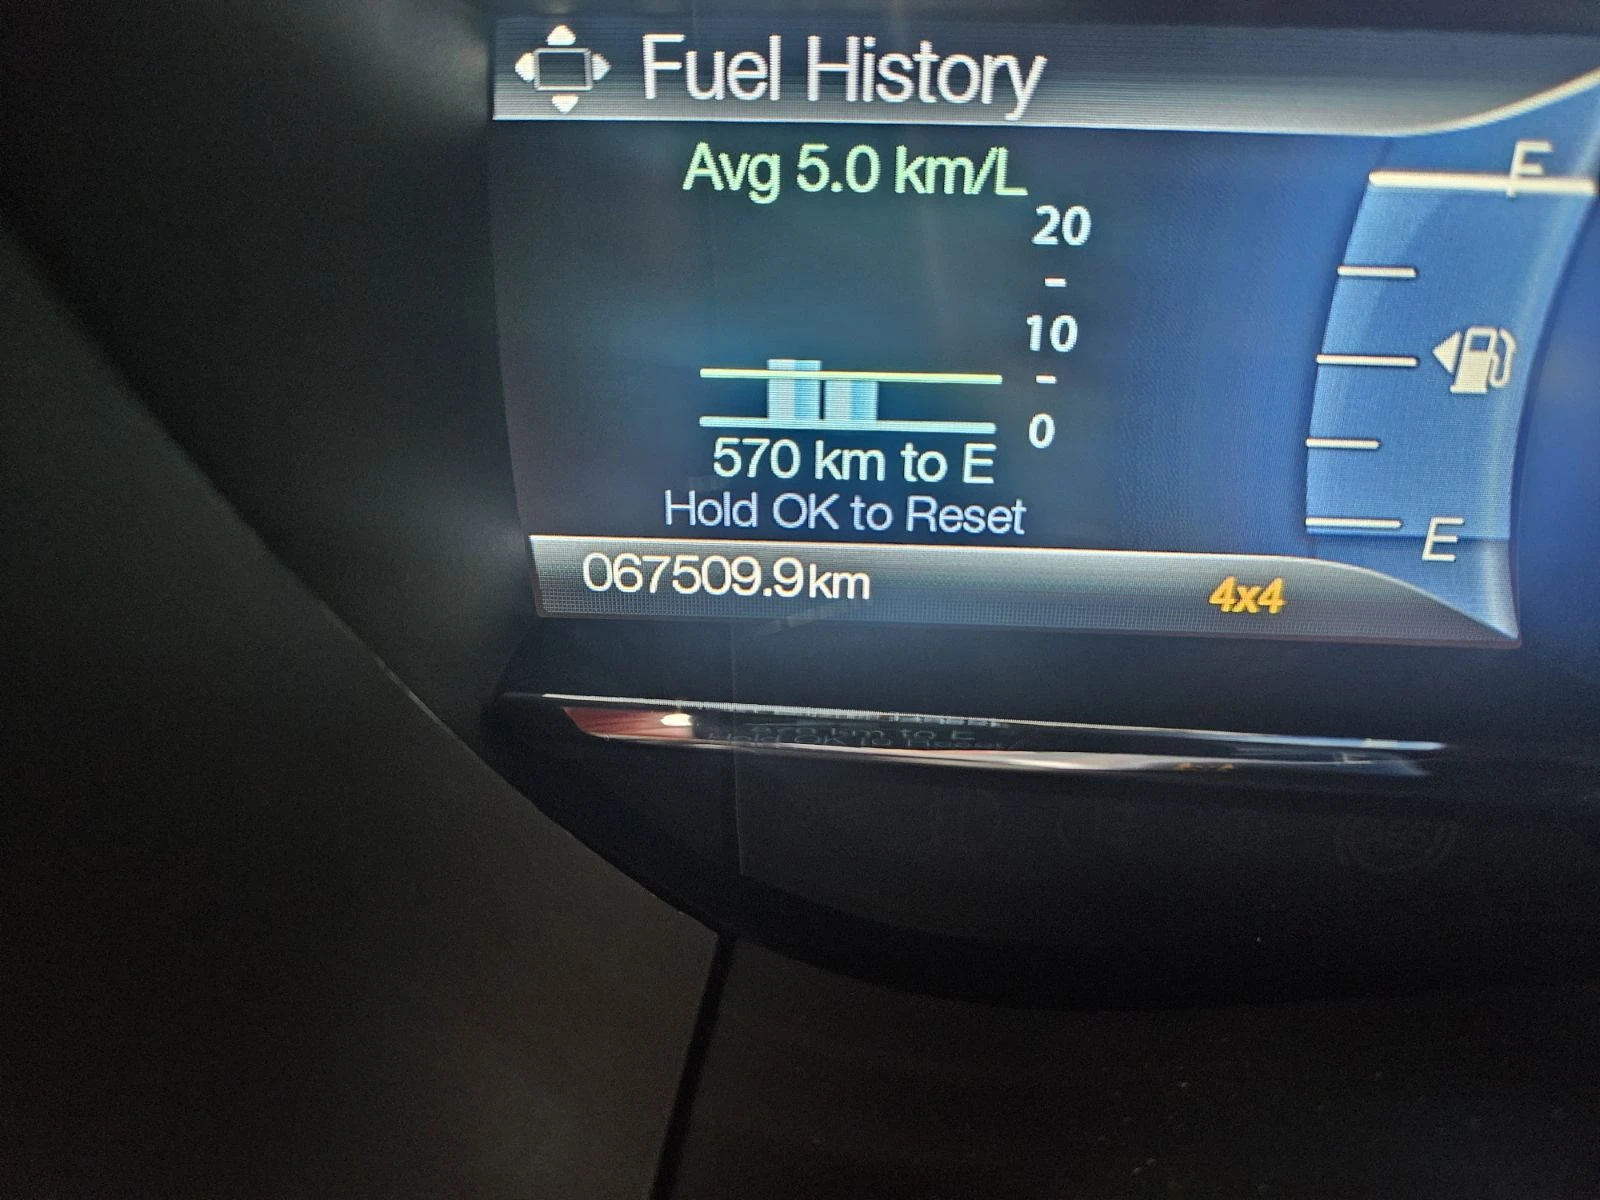 Fuel History
Avg 5.0 km/L
20
-
10
-
0
570 km to E
Hold OK to Reset
067509.9km
4x4
F
E